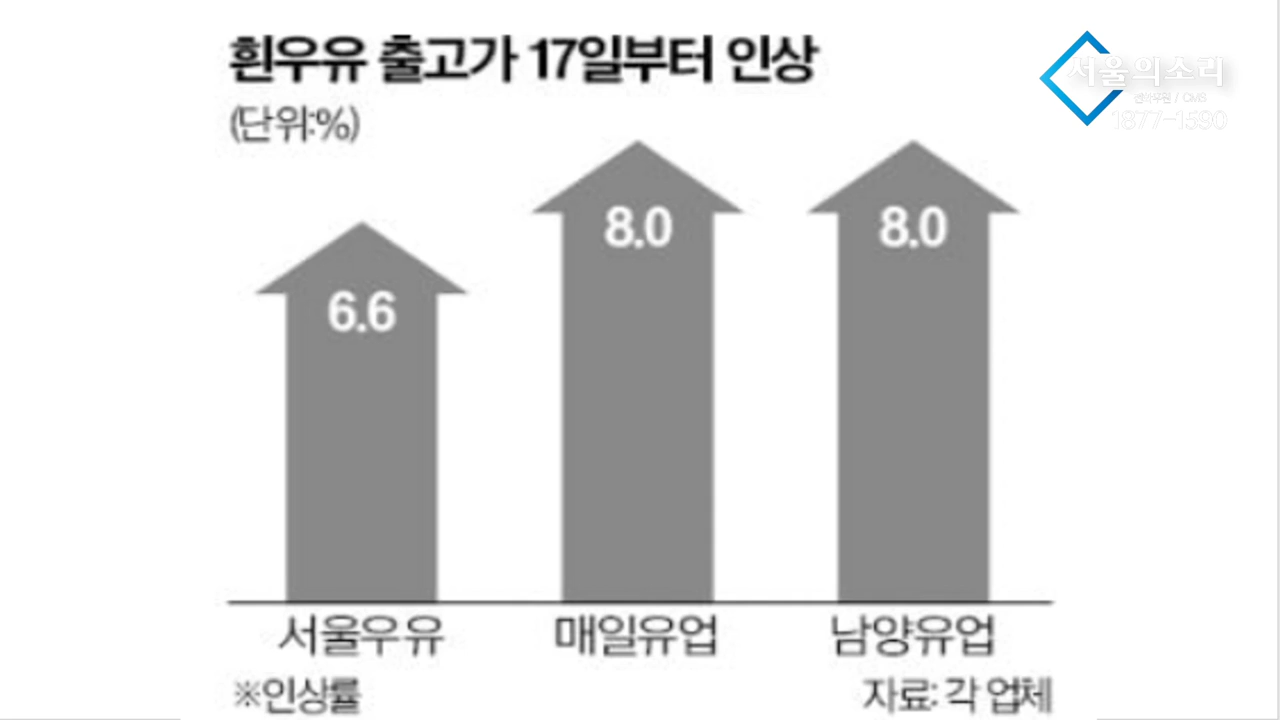 흰우유 출고가 17일부터 인상
(단위:%)
서울의소리
1877-1580
6.6
8.0
8.0
서울우유
매일유업
남양유업
※인상률
자료: 각 업체